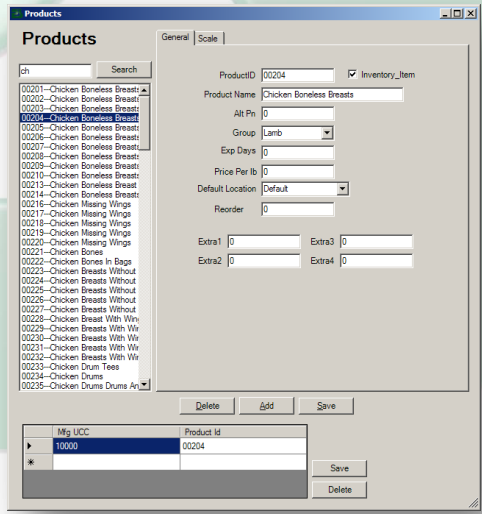 Products
Products
General Scale
ch Search
ProductID 00204 Inventory_Item
Product Name Chicken Boneless Breasts
Alt Pn 0
Group Lamb
Exp Days 0
Price Per lb 0
Default Location Default
Reorder 0
Extra1 0 Extra3 0
Extra2 0 Extra4 0
00201--Chicken Boneless Breasts
00202--Chicken Boneless Breasts
00203--Chicken Boneless Breasts
00204--Chicken Boneless Breasts
00205--Chicken Boneless Breasts
00206--Chicken Boneless Breasts
00207--Chicken Boneless Breasts
00208--Chicken Boneless Breasts
00209--Chicken Boneless Breasts
00210--Chicken Boneless Breasts
00213--Chicken Boneless Breast
00214--Chicken Boneless Breasts
00216--Chicken Missing Wings
00217--Chicken Missing Wings
00218--Chicken Missing Wings
00219--Chicken Missing Wings
00220--Chicken Missing Wings
00221--Chicken Bones
00222--Chicken Bones In Bags
00223--Chicken Breasts Without
00224--Chicken Breasts Without
00225--Chicken Breasts Without
00226--Chicken Breasts Without
00227--Chicken Breasts Without
00228--Chicken Breast With Wing
00229--Chicken Breasts With Wir
00230--Chicken Breasts With Wir
00231--Chicken Breasts With Wir
00232--Chicken Breasts With Wir
00233--Chicken Drum Tees
00234--Chicken Drums
00235--Chicken Drums Drums An
Delete Add Save
Mfg UCC Product Id
10000 00204
Save
Delete